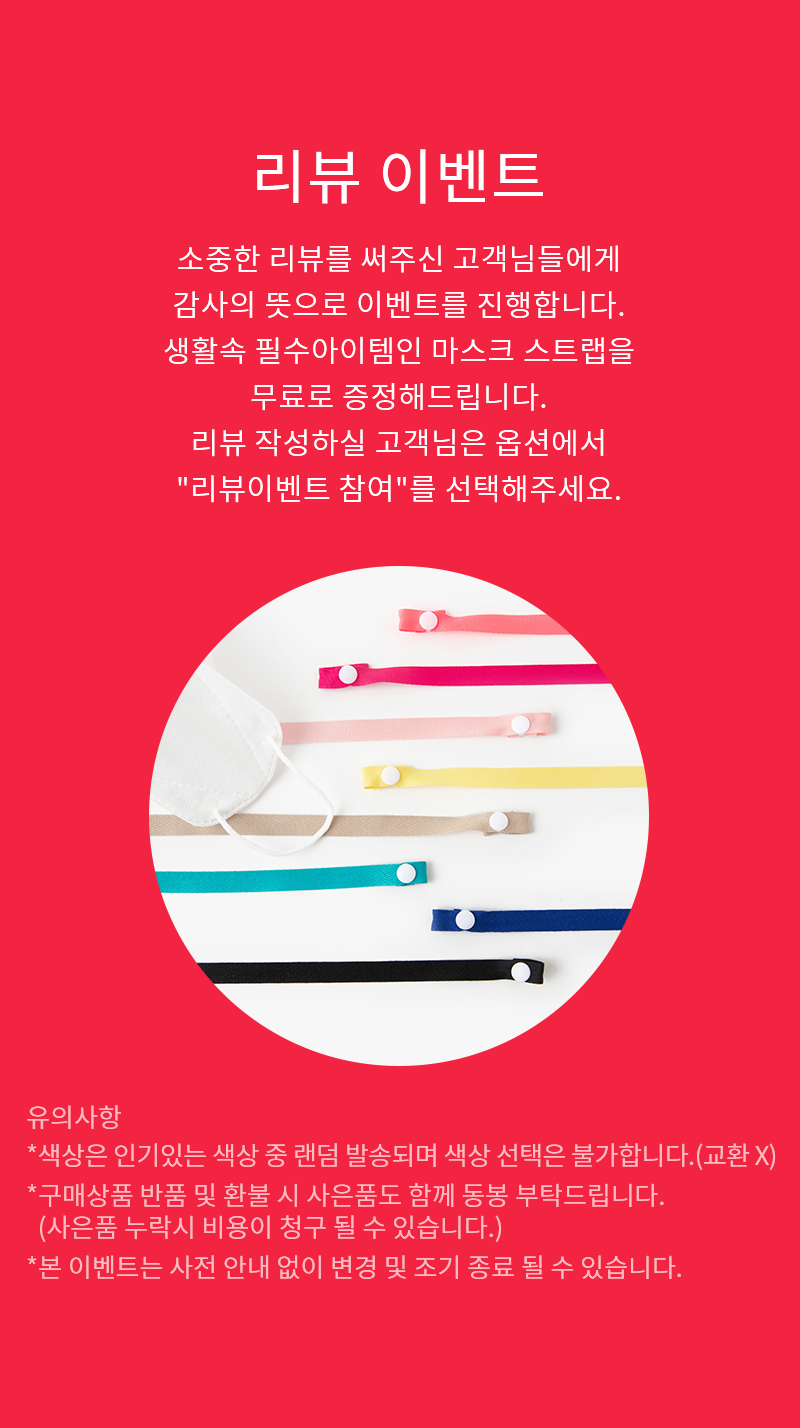 리뷰 이벤트
소중한 리뷰를 써주신 고객님들에게
감사의 뜻으로 이벤트를 진행합니다.
생활속 필수아이템인 마스크 스트랩을
무료로 증정해드립니다.
리뷰 작성하실 고객님은 옵션에서
"리뷰이벤트 참여"를 선택해주세요.
유의사항
*색상은 인기있는 색상 중 랜덤 발송되며 색상 선택은 불가합니다.(교환 X)
*구매상품 반품 및 환불 시 사은품도 함께 동봉 부탁드립니다.
(사은품 누락시 비용이 청구 될 수 있습니다.)
*본 이벤트는 사전 안내 없이 변경 및 조기 종료 될 수 있습니다.